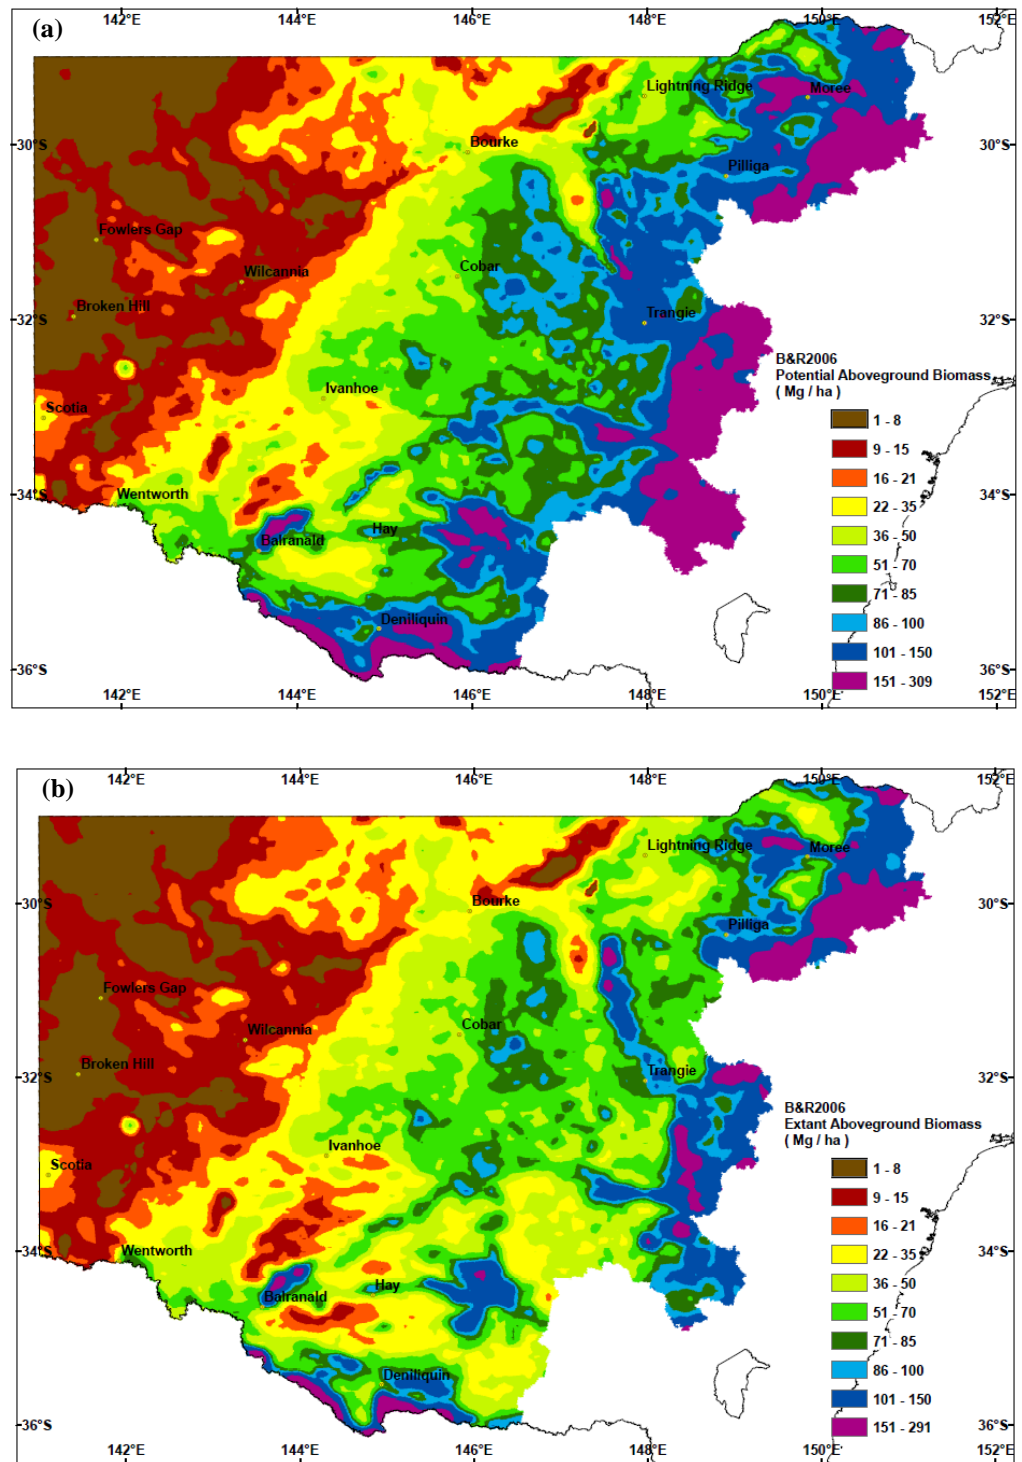 142°E 144°E 146°E 148°E 150°E 152°E
(a)
Lightning Ridge
Moree
30°S
Bourke
30°S
Pilliga
Fowlers Gap
Cobar
Wilcannia
Broken Hill
Trangie
32°S
32°S
B&R2006
Potential Aboveground Biomass
( Mg / ha )
Ivanhoe
Scotia
1 - 8
9 - 15
16 - 21
34°S
Wentworth
34°S
22 - 35
Hay
36 - 50
Balranald
51 - 70
71 - 85
Deniliquin
86 - 100
101 - 150
36°S
36°S
151 - 309
142°E 144°E 146°E 148°E 150°E 152°E
142°E 144°E 146°E 148°E 150°E 152°E
(b)
Lightning Ridge
Moree
30°S
Bourke
30°S
Pilliga
Fowlers Gap
Cobar
Wilcannia
Broken Hill
Trangie
32°S
32°S
B&R2006
Extant Aboveground Biomass
( Mg / ha )
Ivanhoe
Scotia
1 - 8
9 - 15
16 - 21
34°S
Wentworth
34°S
22 - 35
Hay
36 - 50
Balranald
51 - 70
71 - 85
Deniliquin
86 - 100
101 - 150
36°S
36°S
151 - 291
142°E 144°E 146°E 148°E 150°E 152°E